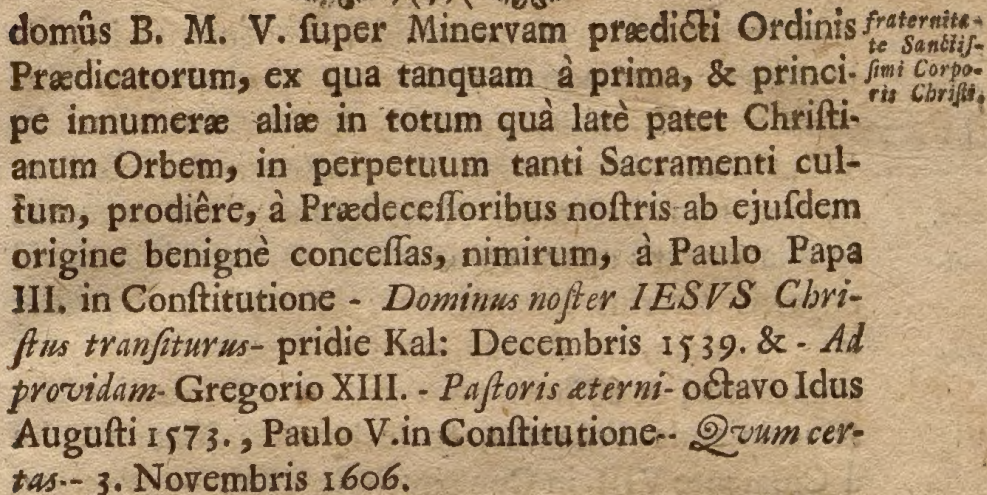 domûs B. M. V. ſuper Minervam prædicti Ordinis
Prædicatorum, ex qua tanquam à prima, & princi-
pe innumeræ aliæ in totum quà latè patet Chriſti-
anum Orbem, in perpetuum tanti Sacramenti cul-
tum, prodiêre, à Prædeceſſoribus noſtris ab ejuſdem
origine benignè conceſſas, nimirum, à Paulo Papa
III. in Conſtitutione - Dominus noſter IESVS Chri-
ſtus tranſiturus- pridie Kal: Decembris 1539. & - Ad
providam- Gregorio XIII. - Paſtoris æterni- octavo Idus
Auguſti 1573. , Paulo V. in Conſtitutione-- Qvum cer-
tas-- 3. Novembris 1606.
fraternita-
te Sanctiſ-
ſimi Corpo-
ris Chriſti.